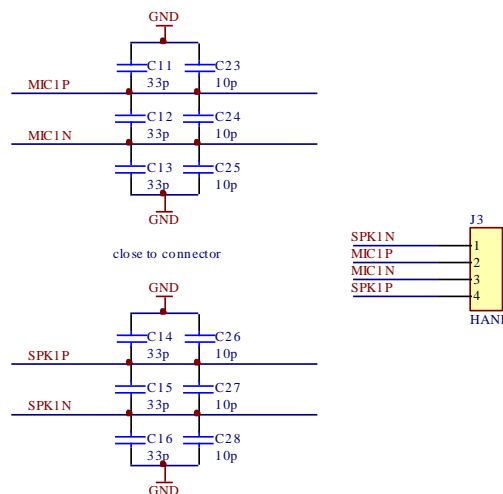 GND
C11
C23
33p
10p
MIC1P
C12
C24
33p
10p
MIC1N
C13
C25
33p
10p
GND
close to connector
J3
SPK1N
1
MIC1P
2
MIC1N
3
SPK1P
4
HAND
GND
C14
C26
33p
10p
SPK1P
C15
C27
33p
10p
SPK1N
C16
C28
33p
10p
GND